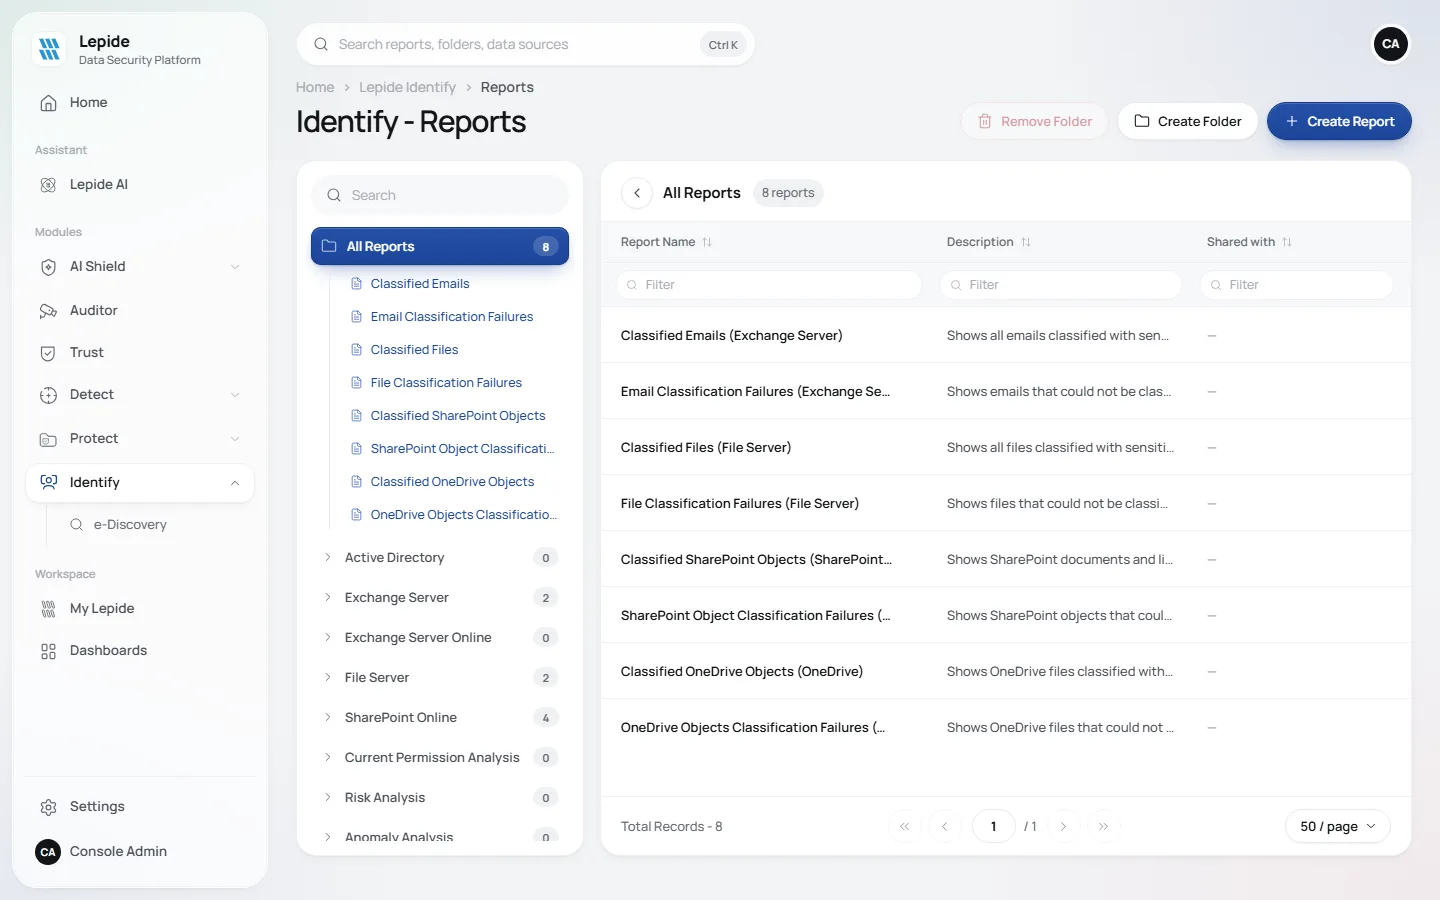 Lepide
Data Security Platform
Home
Assistant
Lepide AI
Modules
AI Shield
Auditor
Trust
Detect
Protect
Identify
e-Discovery
Workspace
My Lepide
Dashboards
Settings
CA Console Admin
Search reports, folders, data sources Ctrl K
CA
Home > Lepide Identify > Reports
Identify - Reports
Remove Folder
Create Folder
+ Create Report
Search
All Reports 8
Classified Emails
Email Classification Failures
Classified Files
File Classification Failures
Classified SharePoint Objects
SharePoint Object Classificati...
Classified OneDrive Objects
OneDrive Objects Classificatio...
Active Directory 0
Exchange Server 2
Exchange Server Online 0
File Server 2
SharePoint Online 4
Current Permission Analysis 0
Risk Analysis 0
Anomaly Analysis 0
All Reports 8 reports
Report Name Description Shared with
Filter Filter Filter
Classified Emails (Exchange Server) Shows all emails classified with sen... —
Email Classification Failures (Exchange Se... Shows emails that could not be clas... —
Classified Files (File Server) Shows all files classified with sensiti... —
File Classification Failures (File Server) Shows files that could not be classi... —
Classified SharePoint Objects (SharePoint... Shows SharePoint documents and li... —
SharePoint Object Classification Failures (... Shows SharePoint objects that coul... —
Classified OneDrive Objects (OneDrive) Shows OneDrive files classified with... —
OneDrive Objects Classification Failures (... Shows OneDrive files that could not ... —
Total Records - 8
1 / 1
50 / page